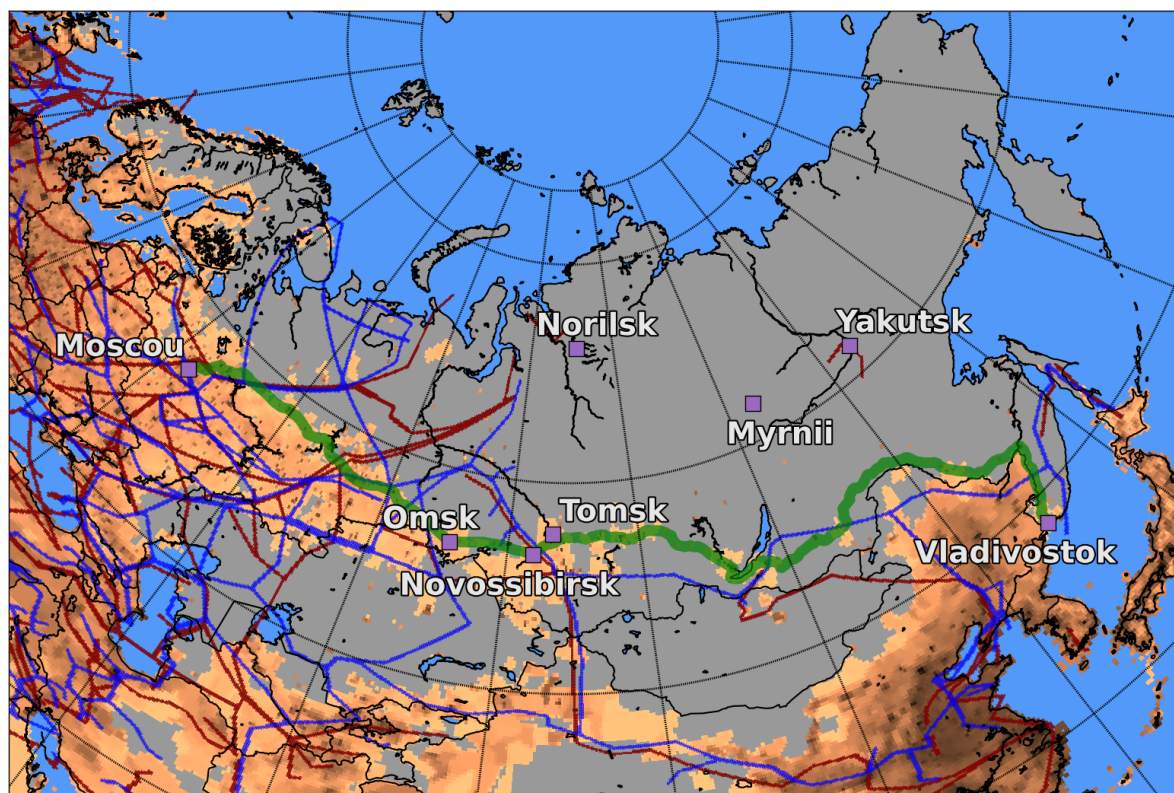 Norilsk
Yakutsk
Moscou
Myrnii
Omsk
Tomsk
Novossibirsk
Vladivostok